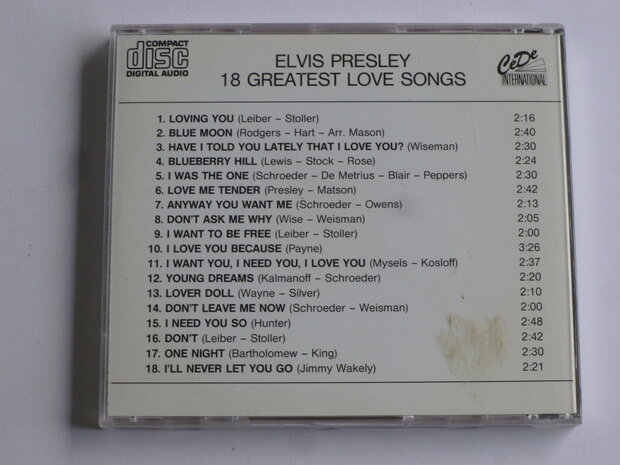 COMPACT
disc
DIGITAL AUDIO
ELVIS PRESLEY
18 GREATEST LOVE SONGS
CéDé
INTERNATIONAL
1. LOVING YOU (Leiber – Stoller) 2:16
2. BLUE MOON (Rodgers – Hart – Arr. Mason) 2:40
3. HAVE I TOLD YOU LATELY THAT I LOVE YOU? (Wiseman) 2:30
4. BLUEBERRY HILL (Lewis – Stock – Rose) 2:24
5. I WAS THE ONE (Schroeder – De Metrius – Blair – Peppers) 2:30
6. LOVE ME TENDER (Presley – Matson) 2:42
7. ANYWAY YOU WANT ME (Schroeder – Owens) 2:13
8. DON'T ASK ME WHY (Wise – Weisman) 2:05
9. I WANT TO BE FREE (Leiber – Stoller) 2:00
10. I LOVE YOU BECAUSE (Payne) 3:26
11. I WANT YOU, I NEED YOU, I LOVE YOU (Mysels – Kosloff) 2:37
12. YOUNG DREAMS (Kalmanoff – Schroeder) 2:20
13. LOVER DOLL (Wayne – Silver) 2:10
14. DON'T LEAVE ME NOW (Schroeder – Weisman) 2:00
15. I NEED YOU SO (Hunter) 2:48
16. DON'T (Leiber – Stoller) 2:42
17. ONE NIGHT (Bartholomew – King) 2:30
18. I'LL NEVER LET YOU GO (Jimmy Wakely) 2:21